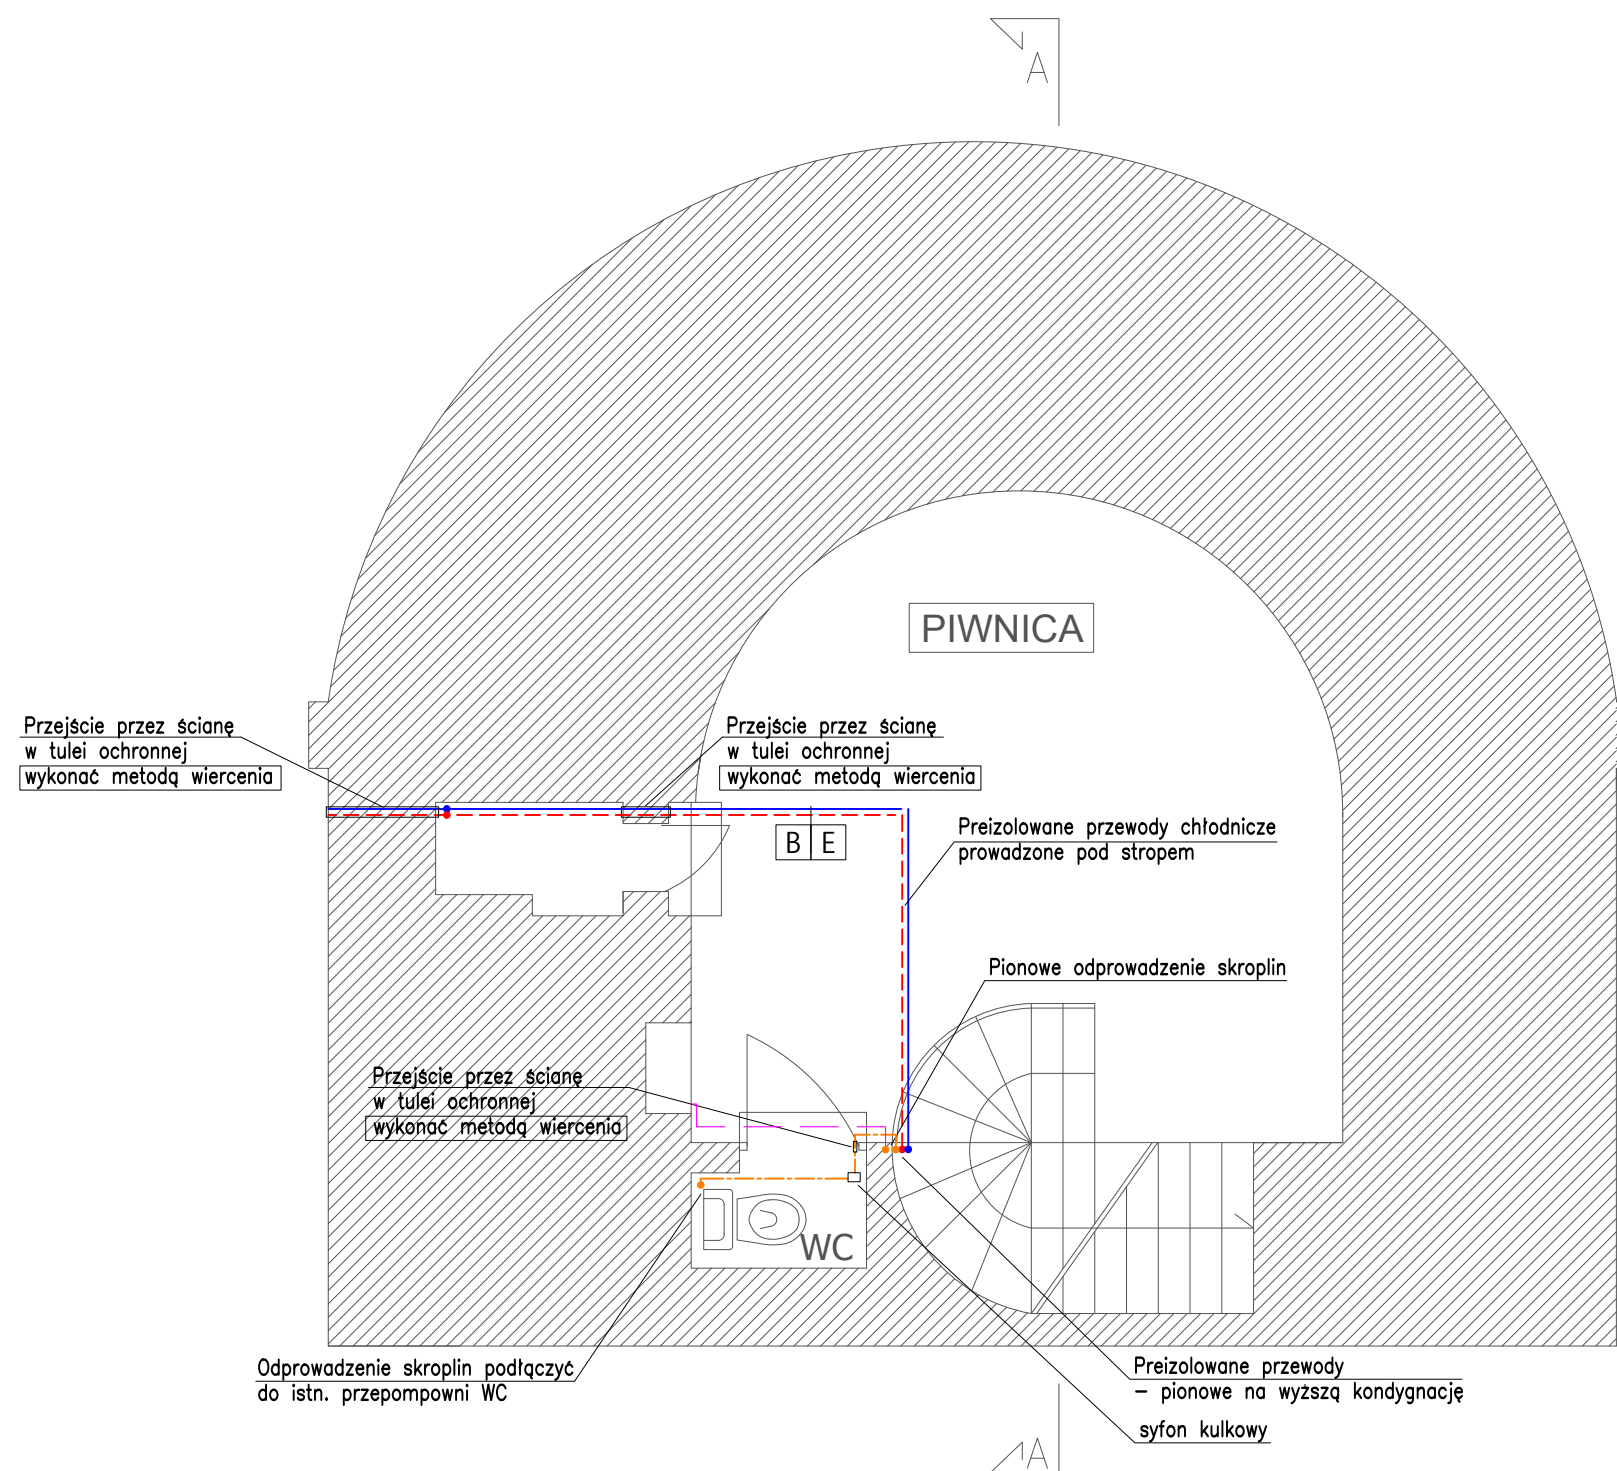 A
PIWNICA
Przejście przez ścianę
w tulei ochronnej
wykonać metodą wiercenia
Przejście przez ścianę
w tulei ochronnej
wykonać metodą wiercenia
B E
Preizolowane przewody chłodnicze
prowadzone pod stropem
Pionowe odprowadzenie skroplin
Przejście przez ścianę
w tulei ochronnej
wykonać metodą wiercenia
WC
Odprowadzenie skroplin podłączyć
do istn. przepompowni WC
Preizolowane przewody
– pionowe na wyższą kondygnację
syfon kulkowy
A